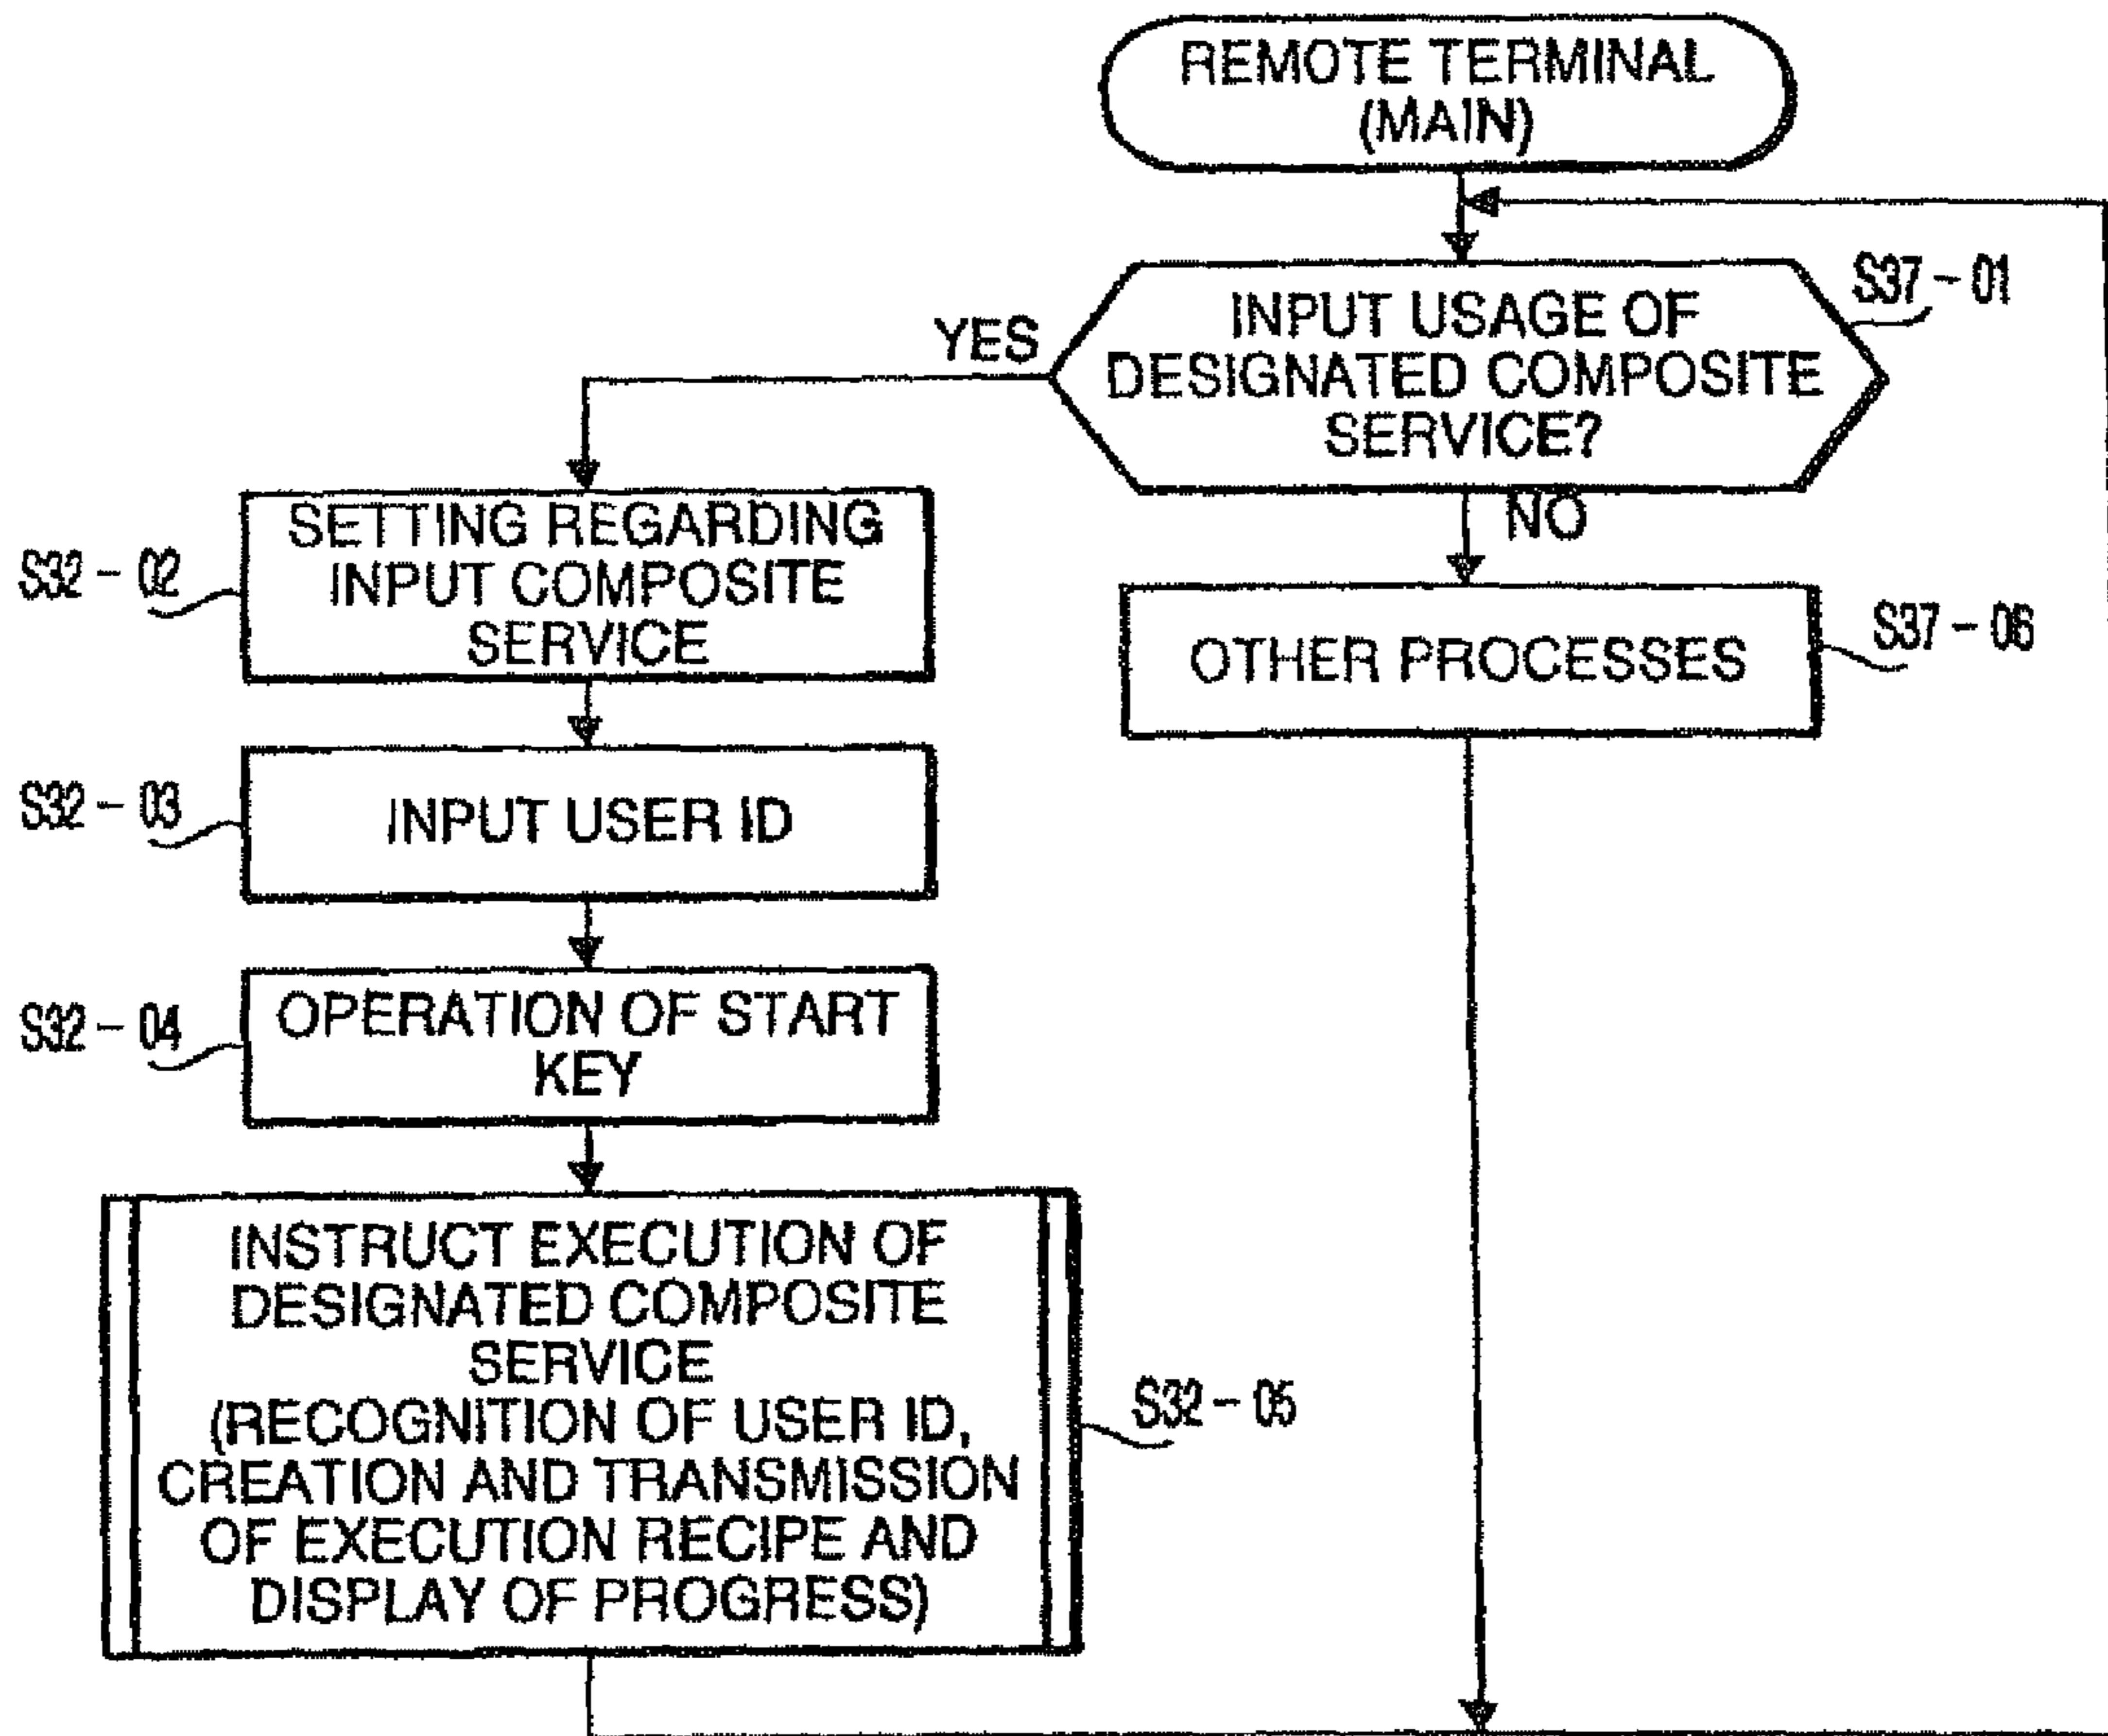 REMOTE TERMINAL
(MAIN)
S37-01
INPUT USAGE OF
DESIGNATED COMPOSITE
SERVICE?
YES
NO
S32-02
SETTING REGARDING
INPUT COMPOSITE
SERVICE
OTHER PROCESSES
S37-06
S32-03
INPUT USER ID
S32-04
OPERATION OF START
KEY
INSTRUCT EXECUTION OF
DESIGNATED COMPOSITE
SERVICE
(RECOGNITION OF USER ID,
CREATION AND TRANSMISSION
OF EXECUTION RECIPE AND
DISPLAY OF PROGRESS)
S32-05